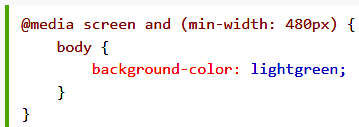 @media screen and (min-width: 480px) {
    body {
        background-color: lightgreen;
    }
}